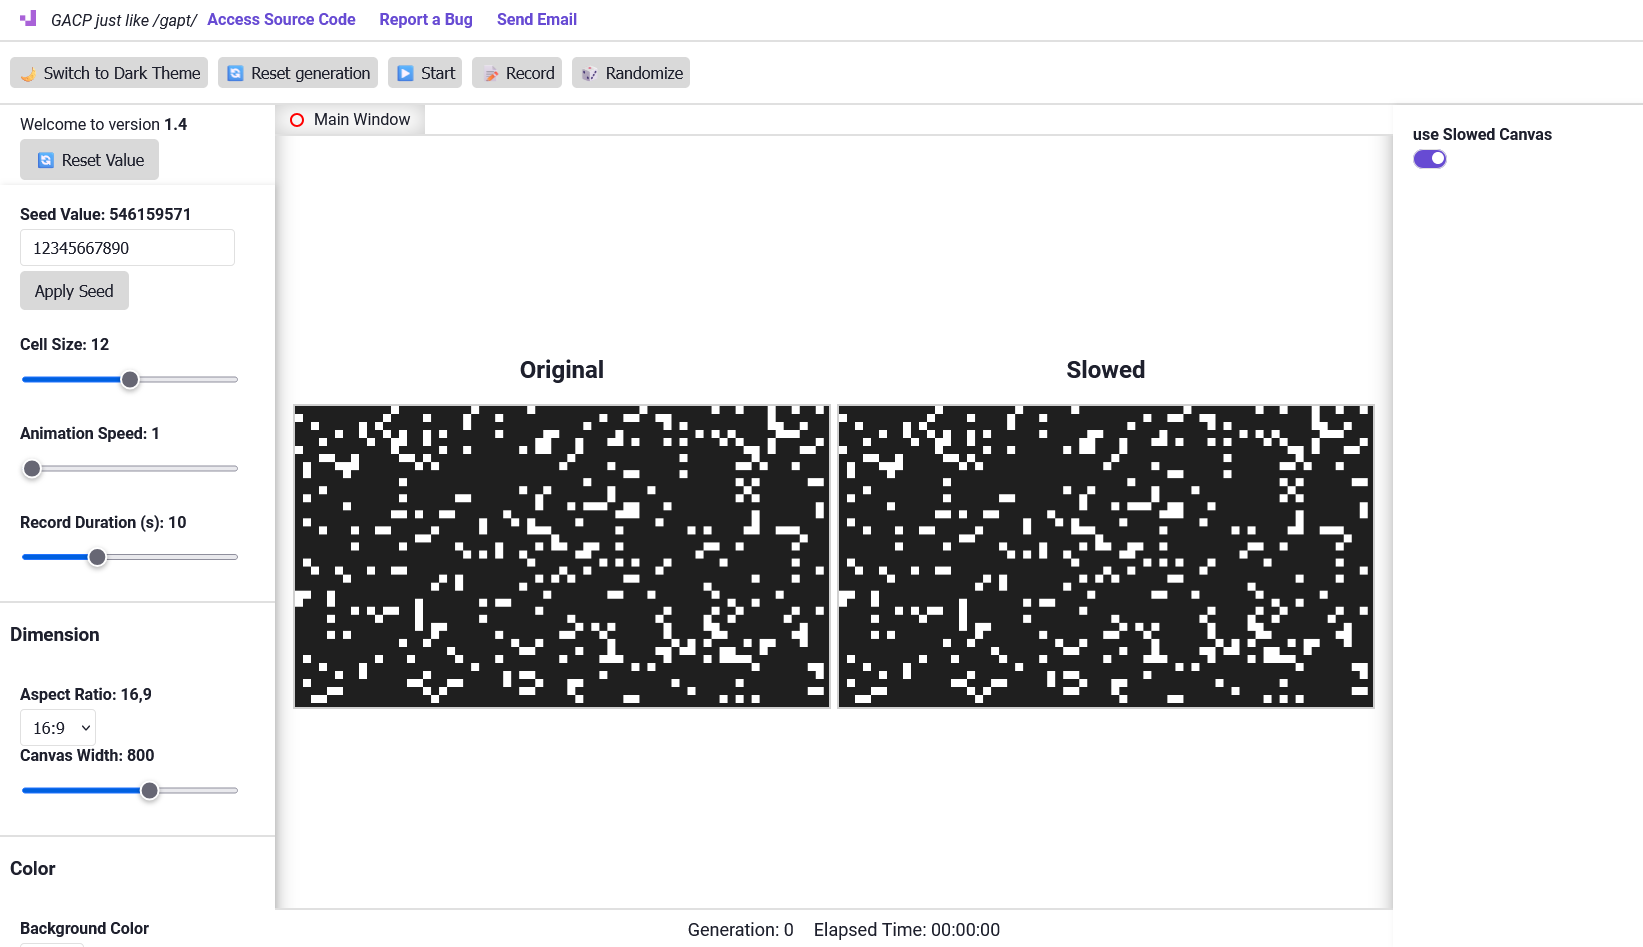 GACP just like /gapt/ Access Source Code Report a Bug Send Email
Switch to Dark Theme Reset generation Start Record Randomize
Welcome to version 1.4
Reset Value
Seed Value: 546159571
12345667890
Apply Seed
Cell Size: 12
Animation Speed: 1
Record Duration (s): 10
Dimension
Aspect Ratio: 16,9
16:9
Canvas Width: 800
Color
Background Color
Main Window
Original
Slowed
Generation: 0 Elapsed Time: 00:00:00
use Slowed Canvas